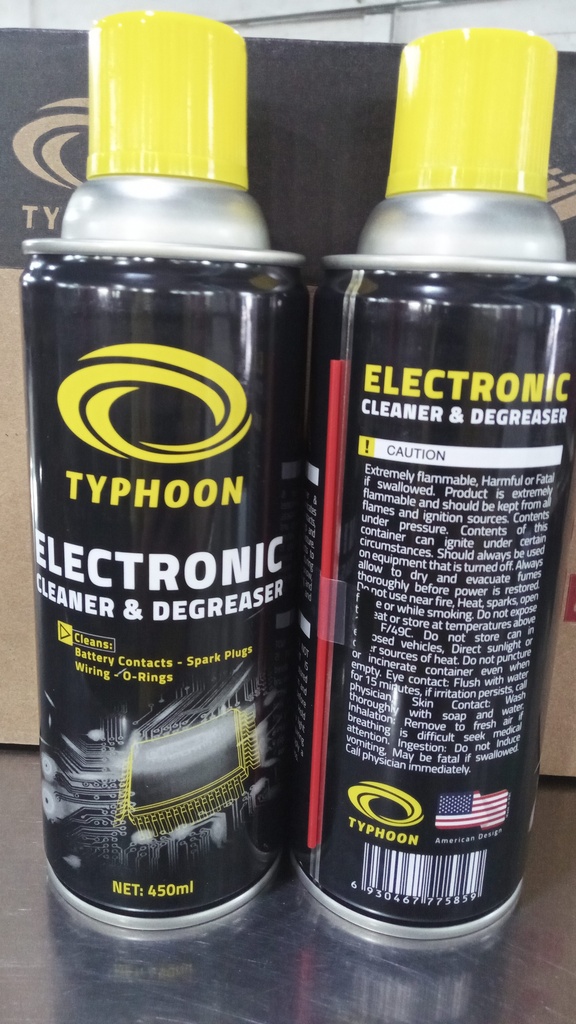 TY
TYPHOON
ELECTRONIC
CLEANER & DEGREASER
Cleans:
Battery Contacts - Spark Plugs
Wiring - O-Rings
NET: 450ml
ELECTRONIC
CLEANER & DEGREASER
! CAUTION
Extremely flammable, Harmful or Fatal
if swallowed. Product is extremely
flammable and should be kept from all
flames and ignition sources. Contents
under pressure. Contents of this
container can ignite under certain
circumstances. Should always be used
on equipment that is turned off. Always
allow to dry and evacuate fumes
thoroughly before power is restored.
Do not use near fire, Heat, sparks, open
e or while smoking. Do not expose
eat or store at temperatures above
F/49C. Do not store can in
osed vehicles, Direct sunlight or
er sources of heat. Do not puncture
or incinerate container even when
empty. Eye contact: Flush with water
for 15 minutes, if irritation persists, call
physician. Skin Contact: Wash
thoroughly with soap and water.
Inhalation: Remove to fresh air if
breathing is difficult seek medical
attention. Ingestion: Do not Induce
vomiting, May be fatal if swallowed.
Call physician immediately.
TYPHOON
American Design
6 930467 775859